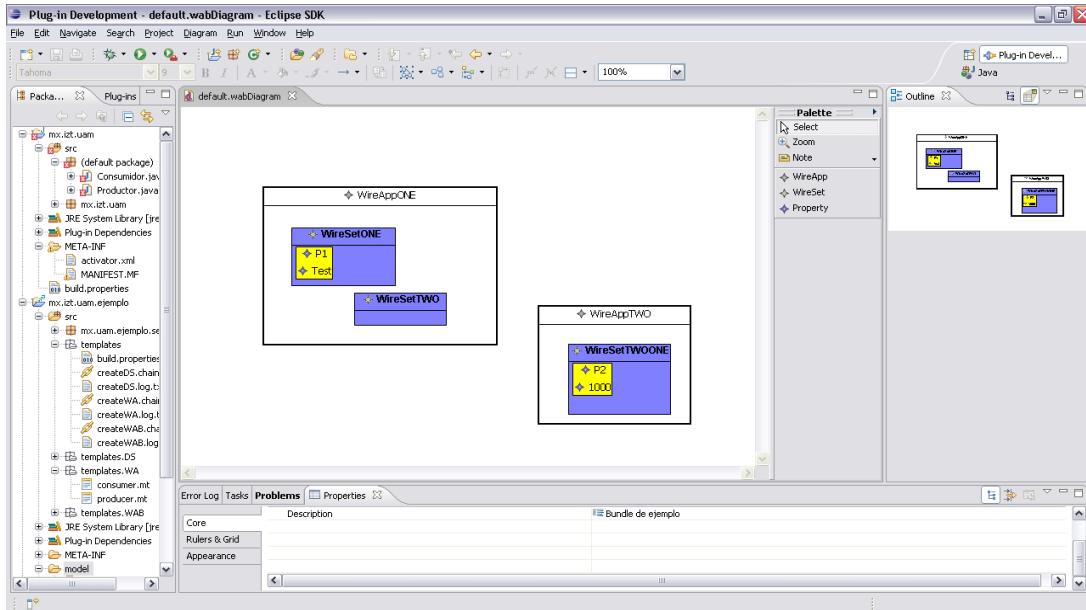 Plug-in Development - default.wabDiagram - Eclipse SDK
File Edit Navigate Search Project Diagram Run Window Help
Plug-in Devel...
Tahoma 9 B I A 100% Java
Packa... Plug-ins
default.wabDiagram
Outline
mx.izt.uam
src
(default package)
Consumidor.jav
Productor.java
mx.izt.uam
JRE System Library [jre
Plug-in Dependencies
META-INF
activator.xml
MANIFEST.MF
build.properties
mx.izt.uam.ejemplo
src
mx.uam.ejemplo.se
templates
build.properties
createDS.chain
createDS.log.t
createWA.chai
createWA.log.t
createWAB.cha
createWAB.log
templates.DS
templates.WA
consumer.mt
producer.mt
templates.WAB
JRE System Library [jre
Plug-in Dependencies
META-INF
model
WireAppONE
WireSetONE
P1
Test
WireSetTWO
WireAppTWO
WireSetTWOONE
P2
1000
Palette
Select
Zoom
Note
WireApp
WireSet
Property
Error Log Tasks Problems Properties
Core
Rulers & Grid
Appearance
Description Bundle de ejemplo